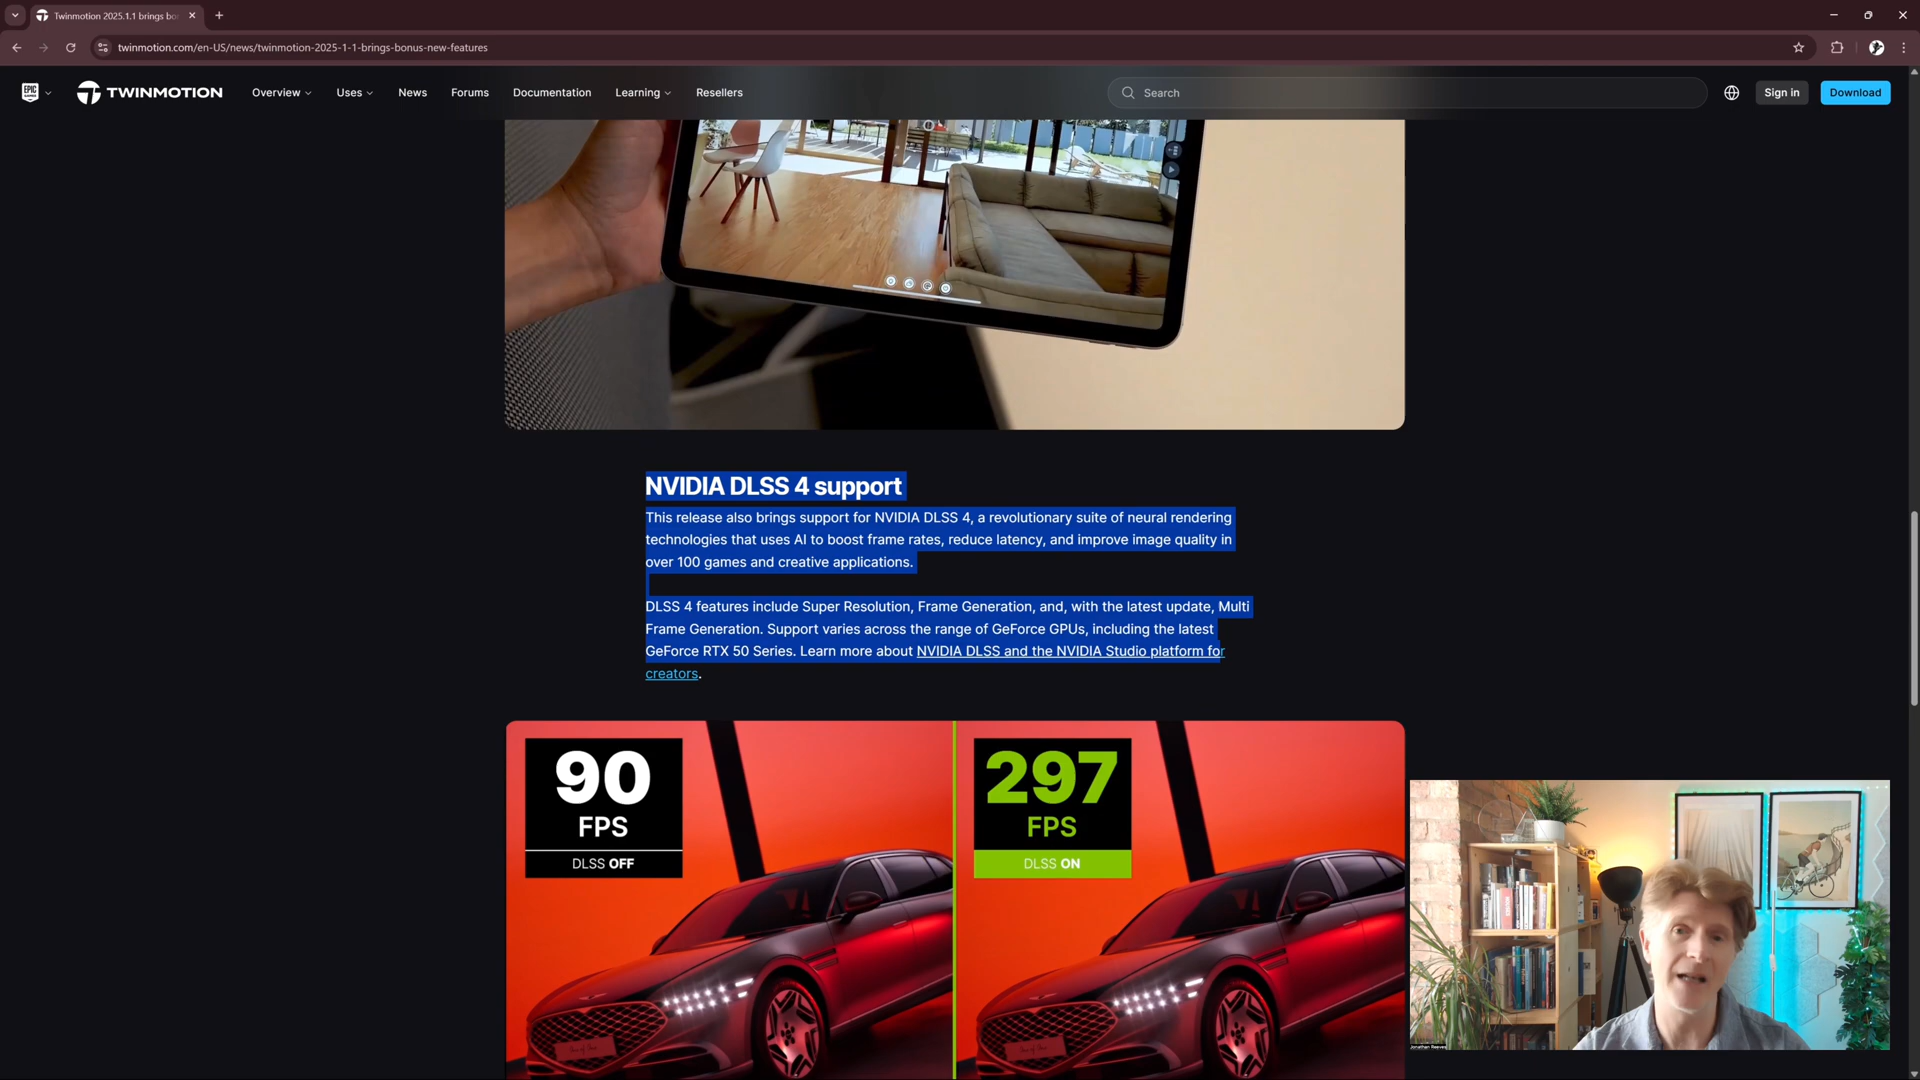 Twinmotion 2025.1.1 brings bo
twinmotion.com/en-US/news/twinmotion-2025-1-1-brings-bonus-new-features
EPIC GAMES
TWINMOTION
Overview
Uses
News
Forums
Documentation
Learning
Resellers
Search
Sign in
Download
NVIDIA DLSS 4 support
This release also brings support for NVIDIA DLSS 4, a revolutionary suite of neural rendering
technologies that uses AI to boost frame rates, reduce latency, and improve image quality in
over 100 games and creative applications.
DLSS 4 features include Super Resolution, Frame Generation, and, with the latest update, Multi
Frame Generation. Support varies across the range of GeForce GPUs, including the latest
GeForce RTX 50 Series. Learn more about NVIDIA DLSS and the NVIDIA Studio platform for
creators.
90
FPS
DLSS OFF
297
FPS
DLSS ON
Jonathan Reeves